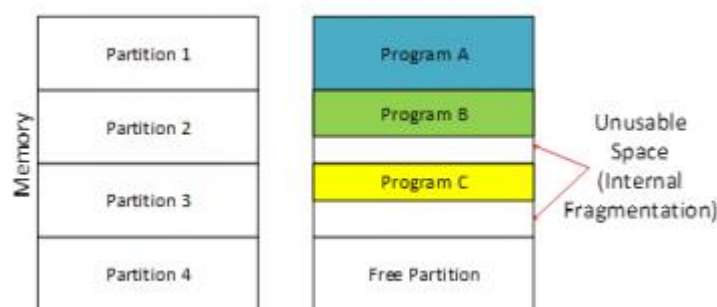 Memory
Partition 1
Partition 2
Partition 3
Partition 4
Program A
Program B
Program C
Free Partition
Unusable
Space
(Internal
Fragmentation)